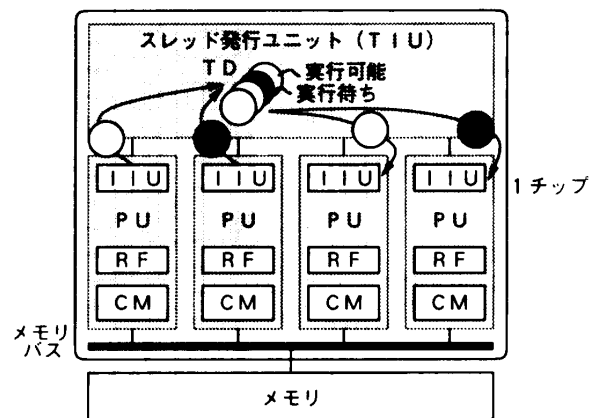 スレッド発行ユニット（TIU）
TD
実行可能
実行待ち
IIU IIU IIU IIU
1チップ
PU PU PU PU
RF RF RF RF
CM CM CM CM
メモリ
バス
メモリ